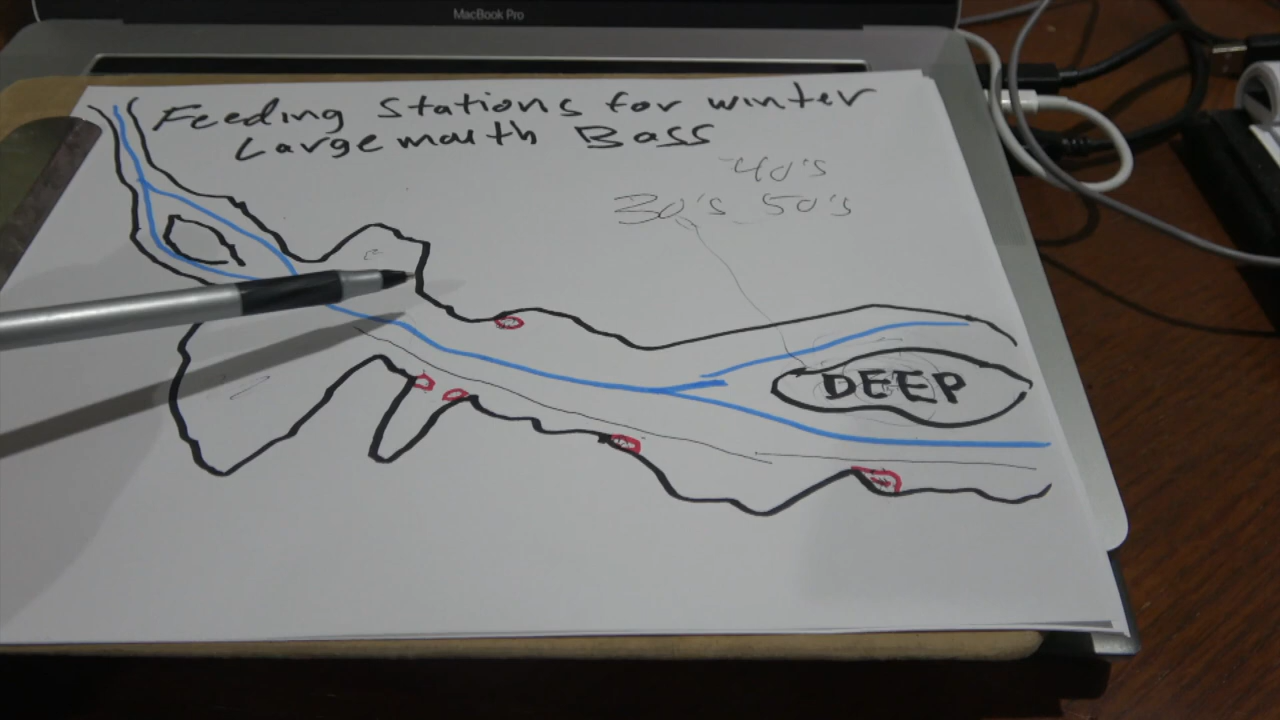 MacBook Pro
Feeding Stations for winter
Largemouth Bass
40's
30's 50's
DEEP